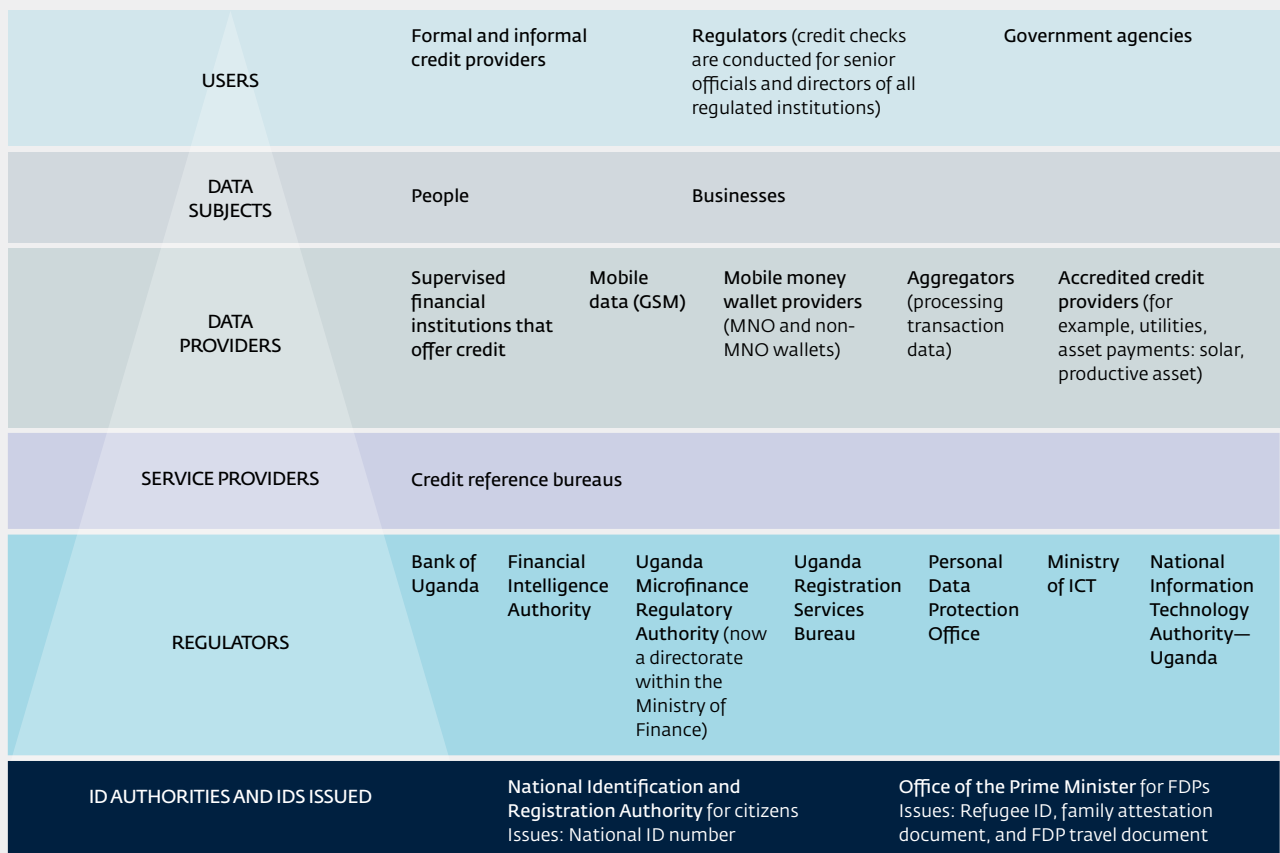 USERS
Formal and informal
credit providers
Regulators (credit checks
are conducted for senior
officials and directors of all
regulated institutions)
Government agencies
DATA
SUBJECTS
People
Businesses
DATA
PROVIDERS
Supervised
financial
institutions that
offer credit
Mobile
data (GSM)
Mobile money
wallet providers
(MNO and non-
MNO wallets)
Aggregators
(processing
transaction
data)
Accredited credit
providers (for
example, utilities,
asset payments: solar,
productive asset)
SERVICE PROVIDERS
Credit reference bureaus
REGULATORS
Bank of
Uganda
Financial
Intelligence
Authority
Uganda
Microfinance
Regulatory
Authority (now
a directorate
within the
Ministry of
Finance)
Uganda
Registration
Services
Bureau
Personal
Data
Protection
Office
Ministry
of ICT
National
Information
Technology
Authority—
Uganda
ID AUTHORITIES AND IDS ISSUED
National Identification and
Registration Authority for citizens
Issues: National ID number
Office of the Prime Minister for FDPs
Issues: Refugee ID, family attestation
document, and FDP travel document